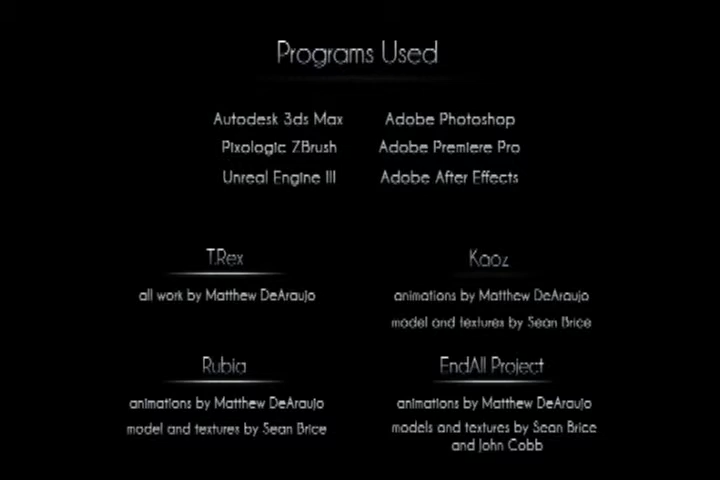 Programs Used
Autodesk 3ds Max
Adobe Photoshop
Pixologic ZBrush
Adobe Premiere Pro
Unreal Engine III
Adobe After Effects
T.Rex
all work by Matthew DeAraujo
Kaoz
animations by Matthew DeAraujo
model and textures by Sean Brice
Rubia
animations by Matthew DeAraujo
model and textures by Sean Brice
EndAll Project
animations by Matthew DeAraujo
models and textures by Sean Brice
and John Cobb